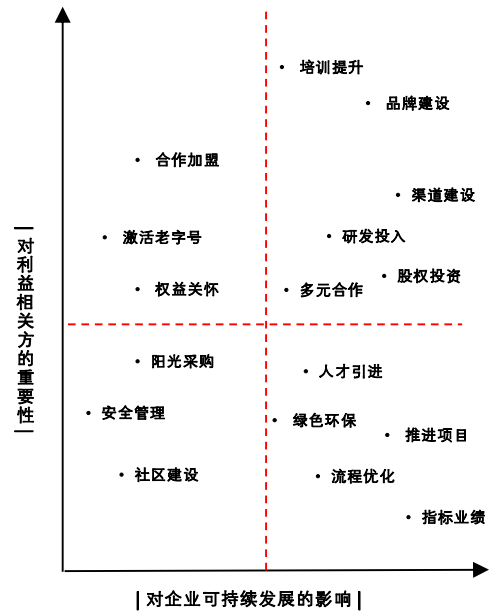 • 培训提升
• 品牌建设
• 合作加盟
• 渠道建设
• 激活老字号
• 研发投入
• 股权投资
• 权益关怀
• 多元合作
| 对利益相关方的重要性 |
• 阳光采购
• 人才引进
• 安全管理
• 绿色环保
• 推进项目
• 社区建设
• 流程优化
• 指标业绩
| 对企业可持续发展的影响 |